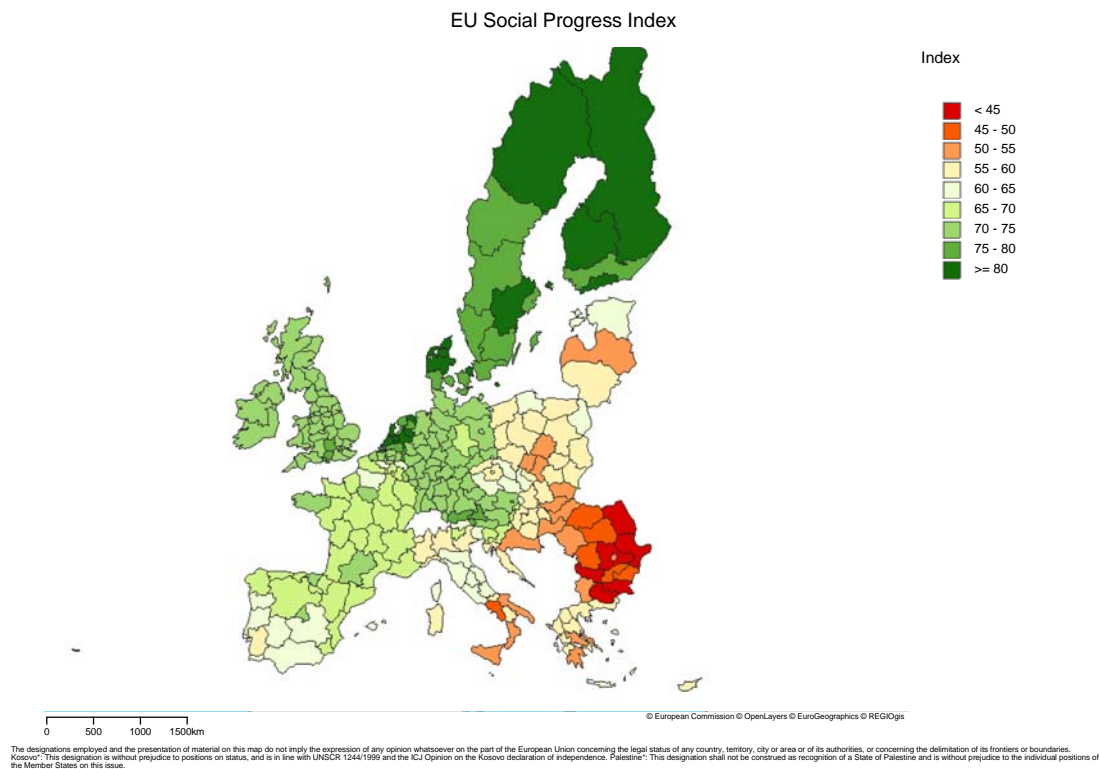 EU Social Progress Index
Index
< 45
45 - 50
50 - 55
55 - 60
60 - 65
65 - 70
70 - 75
75 - 80
>= 80
© European Commission © OpenLayers © EuroGeographics © REGIOgis
0 500 1000 1500km
The designations employed and the presentation of material on this map do not imply the expression of any opinion whatsoever on the part of the European Union concerning the legal status of any country, territory, city or area or of its authorities, or concerning the delimitation of its frontiers or boundaries.
Kosovo*: This designation is without prejudice to positions on status, and is in line with UNSCR 1244/1999 and the ICJ Opinion on the Kosovo declaration of independence. Palestine*: This designation shall not be construed as recognition of a State of Palestine and is without prejudice to the individual positions of
the Member States on this issue.